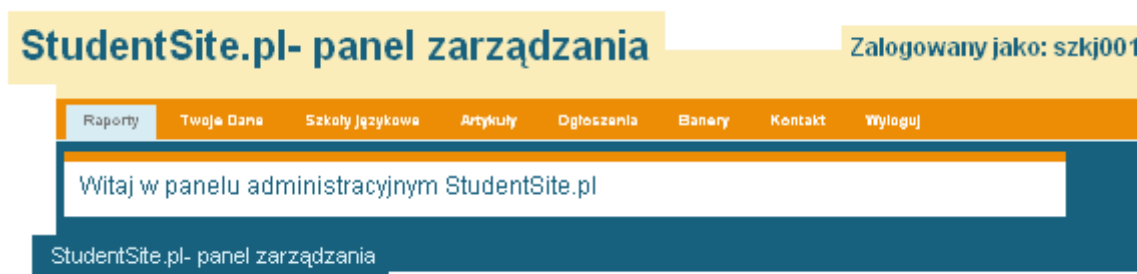 StudentSite.pl- panel zarządzania
Zalogowany jako: szkj001
Raporty Twoje Dane Szkoły Językowe Artykuły Ogłoszenia Banery Kontakt Wyloguj
Witaj w panelu administracyjnym StudentSite.pl
StudentSite.pl- panel zarządzania